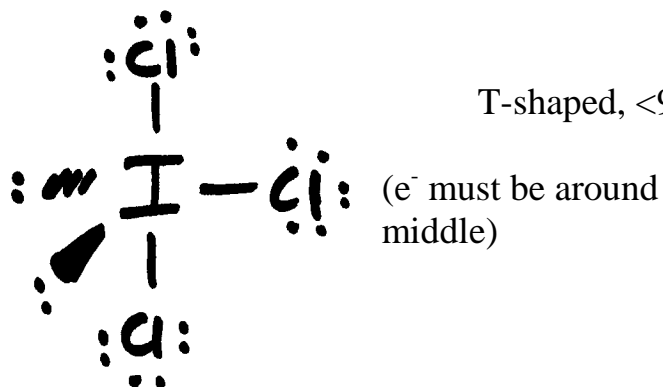 Cl
T-shaped, <9
I
Cl
(e⁻ must be around
middle)
Cl